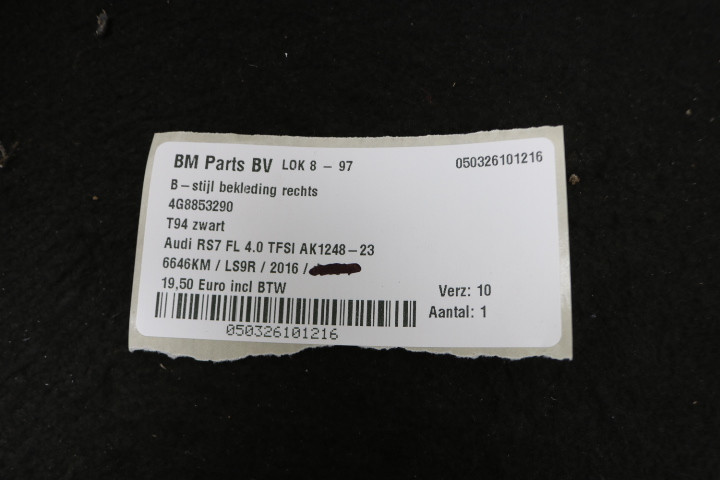 BM Parts BV LOK 8 - 97 050326101216
B-stijl bekleding rechts
4G8853290
T94 zwart
Audi RS7 FL 4.0 TFSI AK1248-23
6646KM / LS9R / 2016 /
19,50 Euro incl BTW
Verz: 10
Aantal: 1
050326101216